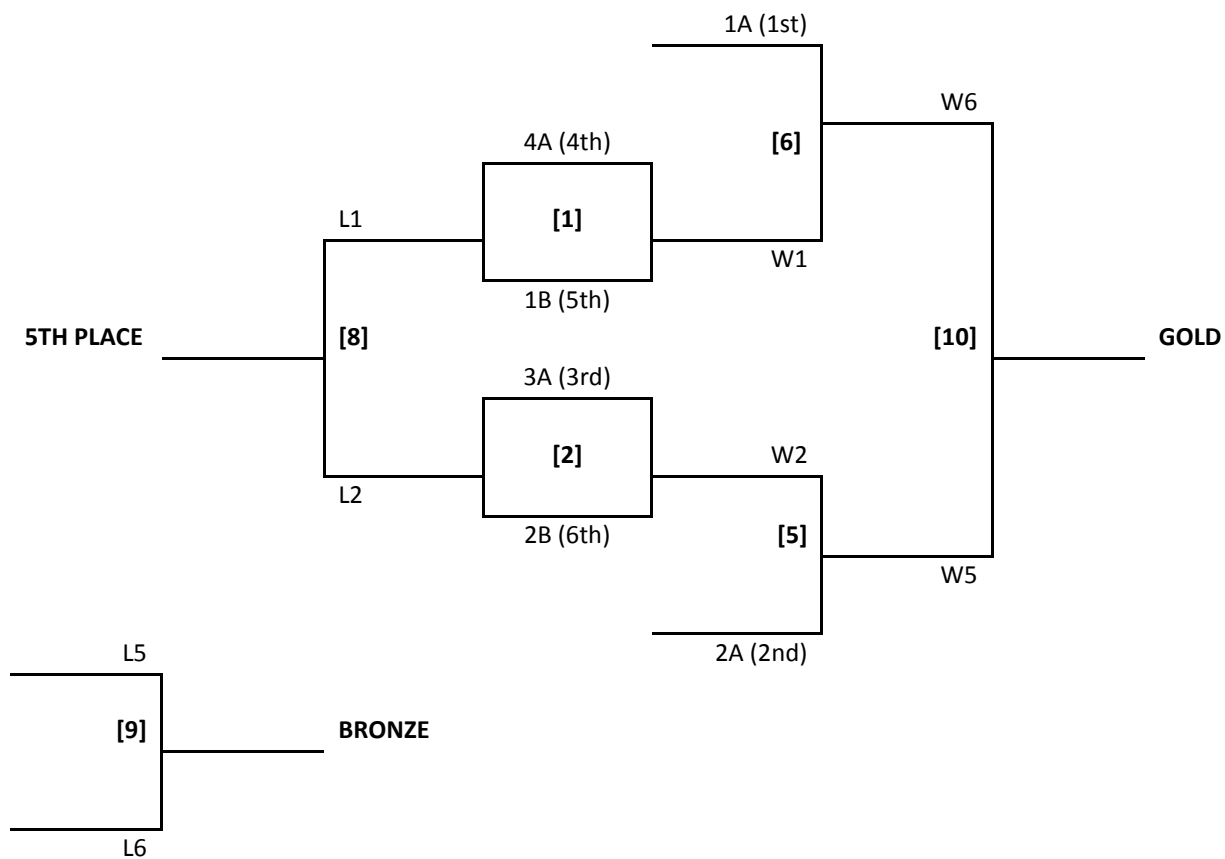 1A (1st)
W6
4A (4th)
[6]
L1
[1]
W1
1B (5th)
5TH PLACE
[8]
[10]
GOLD
3A (3rd)
[2]
W2
L2
2B (6th)
[5]
W5
2A (2nd)
L5
[9]
BRONZE
L6